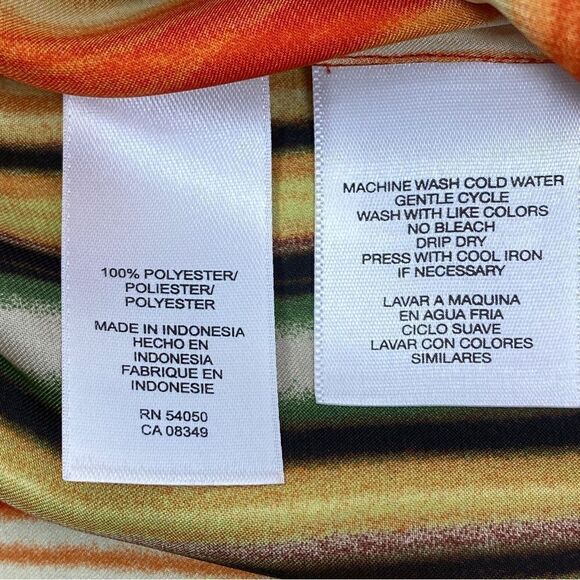 100% POLYESTER/
POLIESTER/
POLYESTER
MADE IN INDONESIA
HECHO EN
INDONESIA
FABRIQUE EN
INDONESIE
RN 54050
CA 08349
MACHINE WASH COLD WATER
GENTLE CYCLE
WASH WITH LIKE COLORS
NO BLEACH
DRIP DRY
PRESS WITH COOL IRON
IF NECESSARY
LAVAR A MAQUINA
EN AGUA FRIA
CICLO SUAVE
LAVAR CON COLORES
SIMILARES